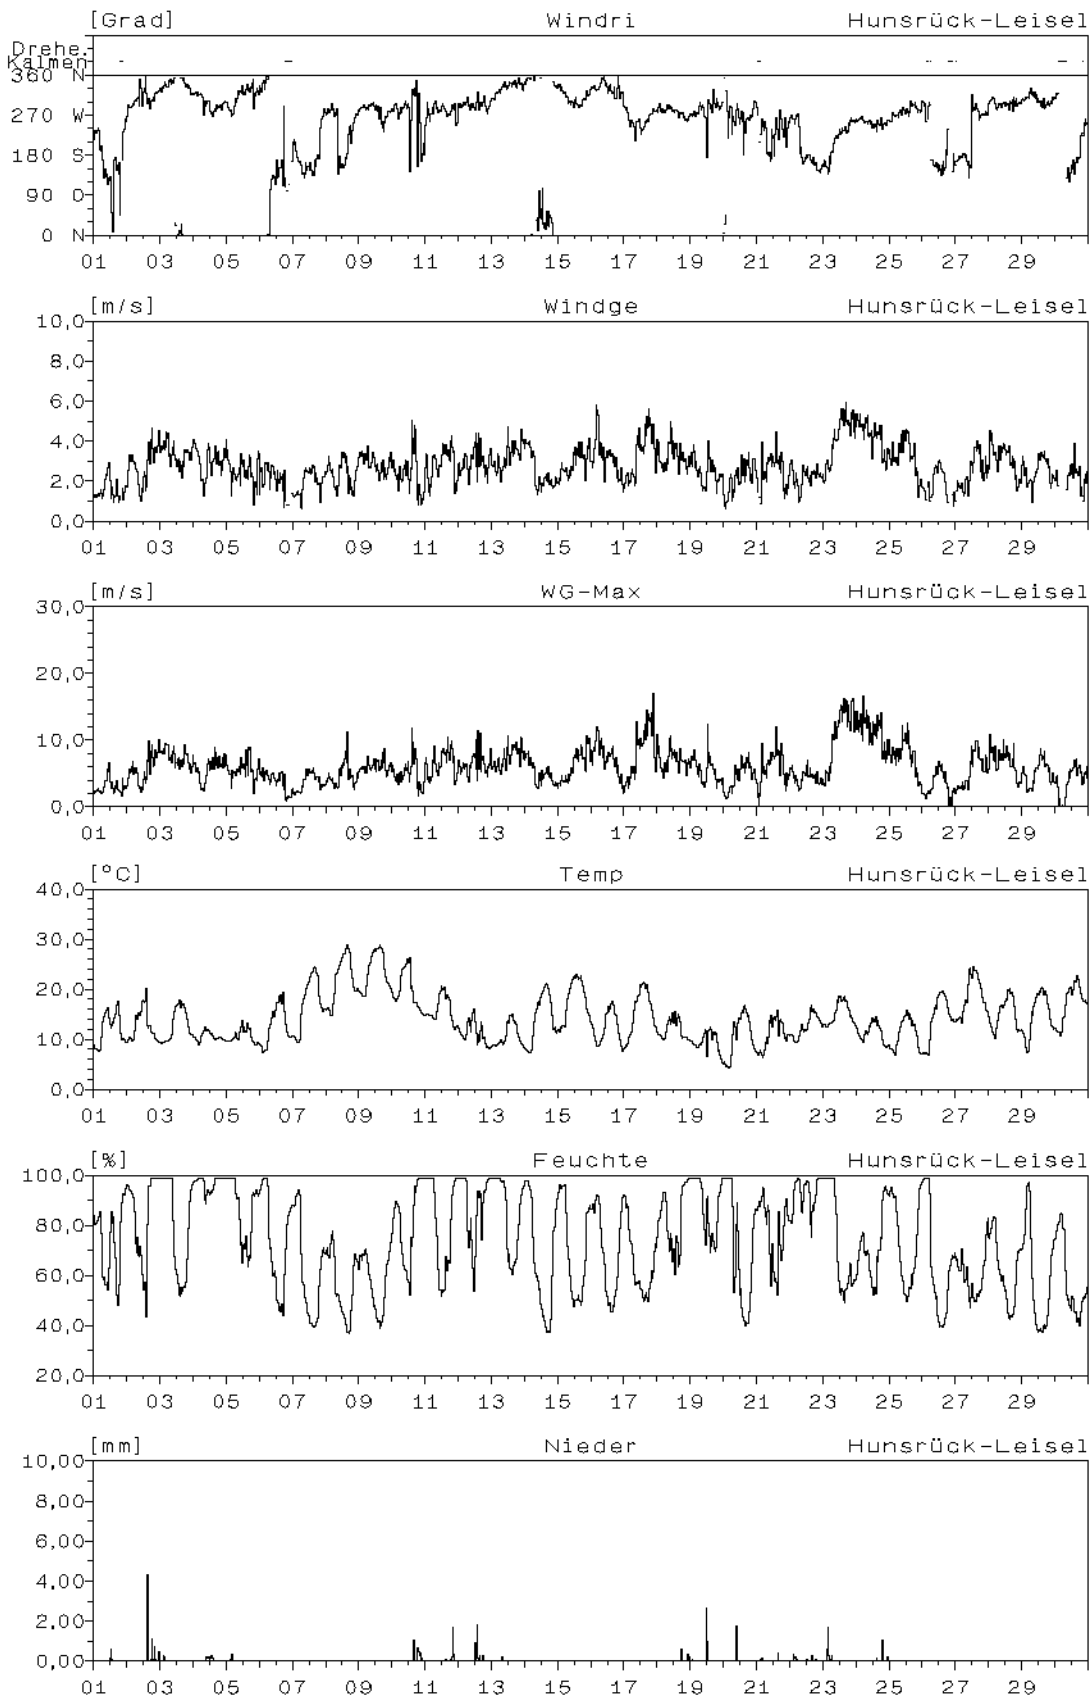 [Grad] Windri Hunsrück-Leisel
Drehe.
Kalmen
360 N
270 W
180 S
90 O
0 N
01 03 05 07 09 11 13 15 17 19 21 23 25 27 29
[m/s] Windge Hunsrück-Leisel
10,0
8,0
6,0
4,0
2,0
0,0
01 03 05 07 09 11 13 15 17 19 21 23 25 27 29
[m/s] WG-Max Hunsrück-Leisel
30,0
20,0
10,0
0,0
01 03 05 07 09 11 13 15 17 19 21 23 25 27 29
[°C] Temp Hunsrück-Leisel
40,0
30,0
20,0
10,0
0,0
01 03 05 07 09 11 13 15 17 19 21 23 25 27 29
[%] Feuchte Hunsrück-Leisel
100,0
80,0
60,0
40,0
20,0
01 03 05 07 09 11 13 15 17 19 21 23 25 27 29
[mm] Nieder Hunsrück-Leisel
10,00
8,00
6,00
4,00
2,00
0,00
01 03 05 07 09 11 13 15 17 19 21 23 25 27 29